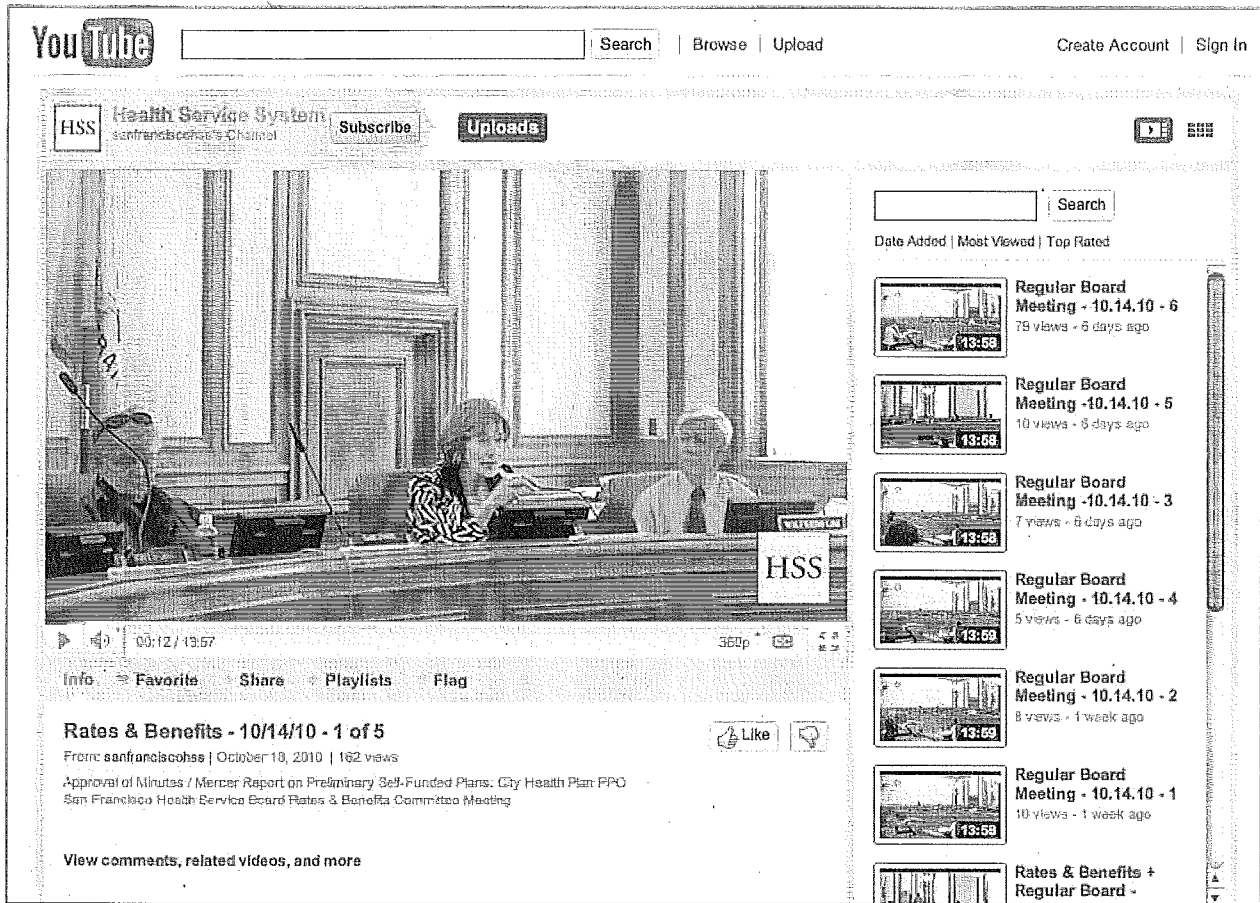 YouTube
Search | Browse | Upload
Create Account | Sign In
HSS
Health Service System
sanfranciscohss's Channel
Subscribe
Uploads
Search
Date Added | Most Viewed | Top Rated
HSS
00:12 / 13:57
360p
Info Favorite Share Playlists Flag
Rates & Benefits - 10/14/10 - 1 of 5
From: sanfranciscohss | October 18, 2010 | 162 views
Like
Approval of Minutes / Mercer Report on Preliminary Self-Funded Plans: City Health Plan PPO
San Francisco Health Service Board Rates & Benefits Committee Meeting
View comments, related videos, and more
Regular Board
Meeting - 10.14.10 - 6
79 views - 6 days ago
13:58
Regular Board
Meeting -10.14.10 - 5
10 views - 6 days ago
13:58
Regular Board
Meeting -10.14.10 - 3
7 views - 6 days ago
13:58
Regular Board
Meeting - 10.14.10 - 4
5 views - 6 days ago
13:59
Regular Board
Meeting - 10.14.10 - 2
8 views - 1 week ago
13:59
Regular Board
Meeting - 10.14.10 - 1
10 views - 1 week ago
13:59
Rates & Benefits +
Regular Board -